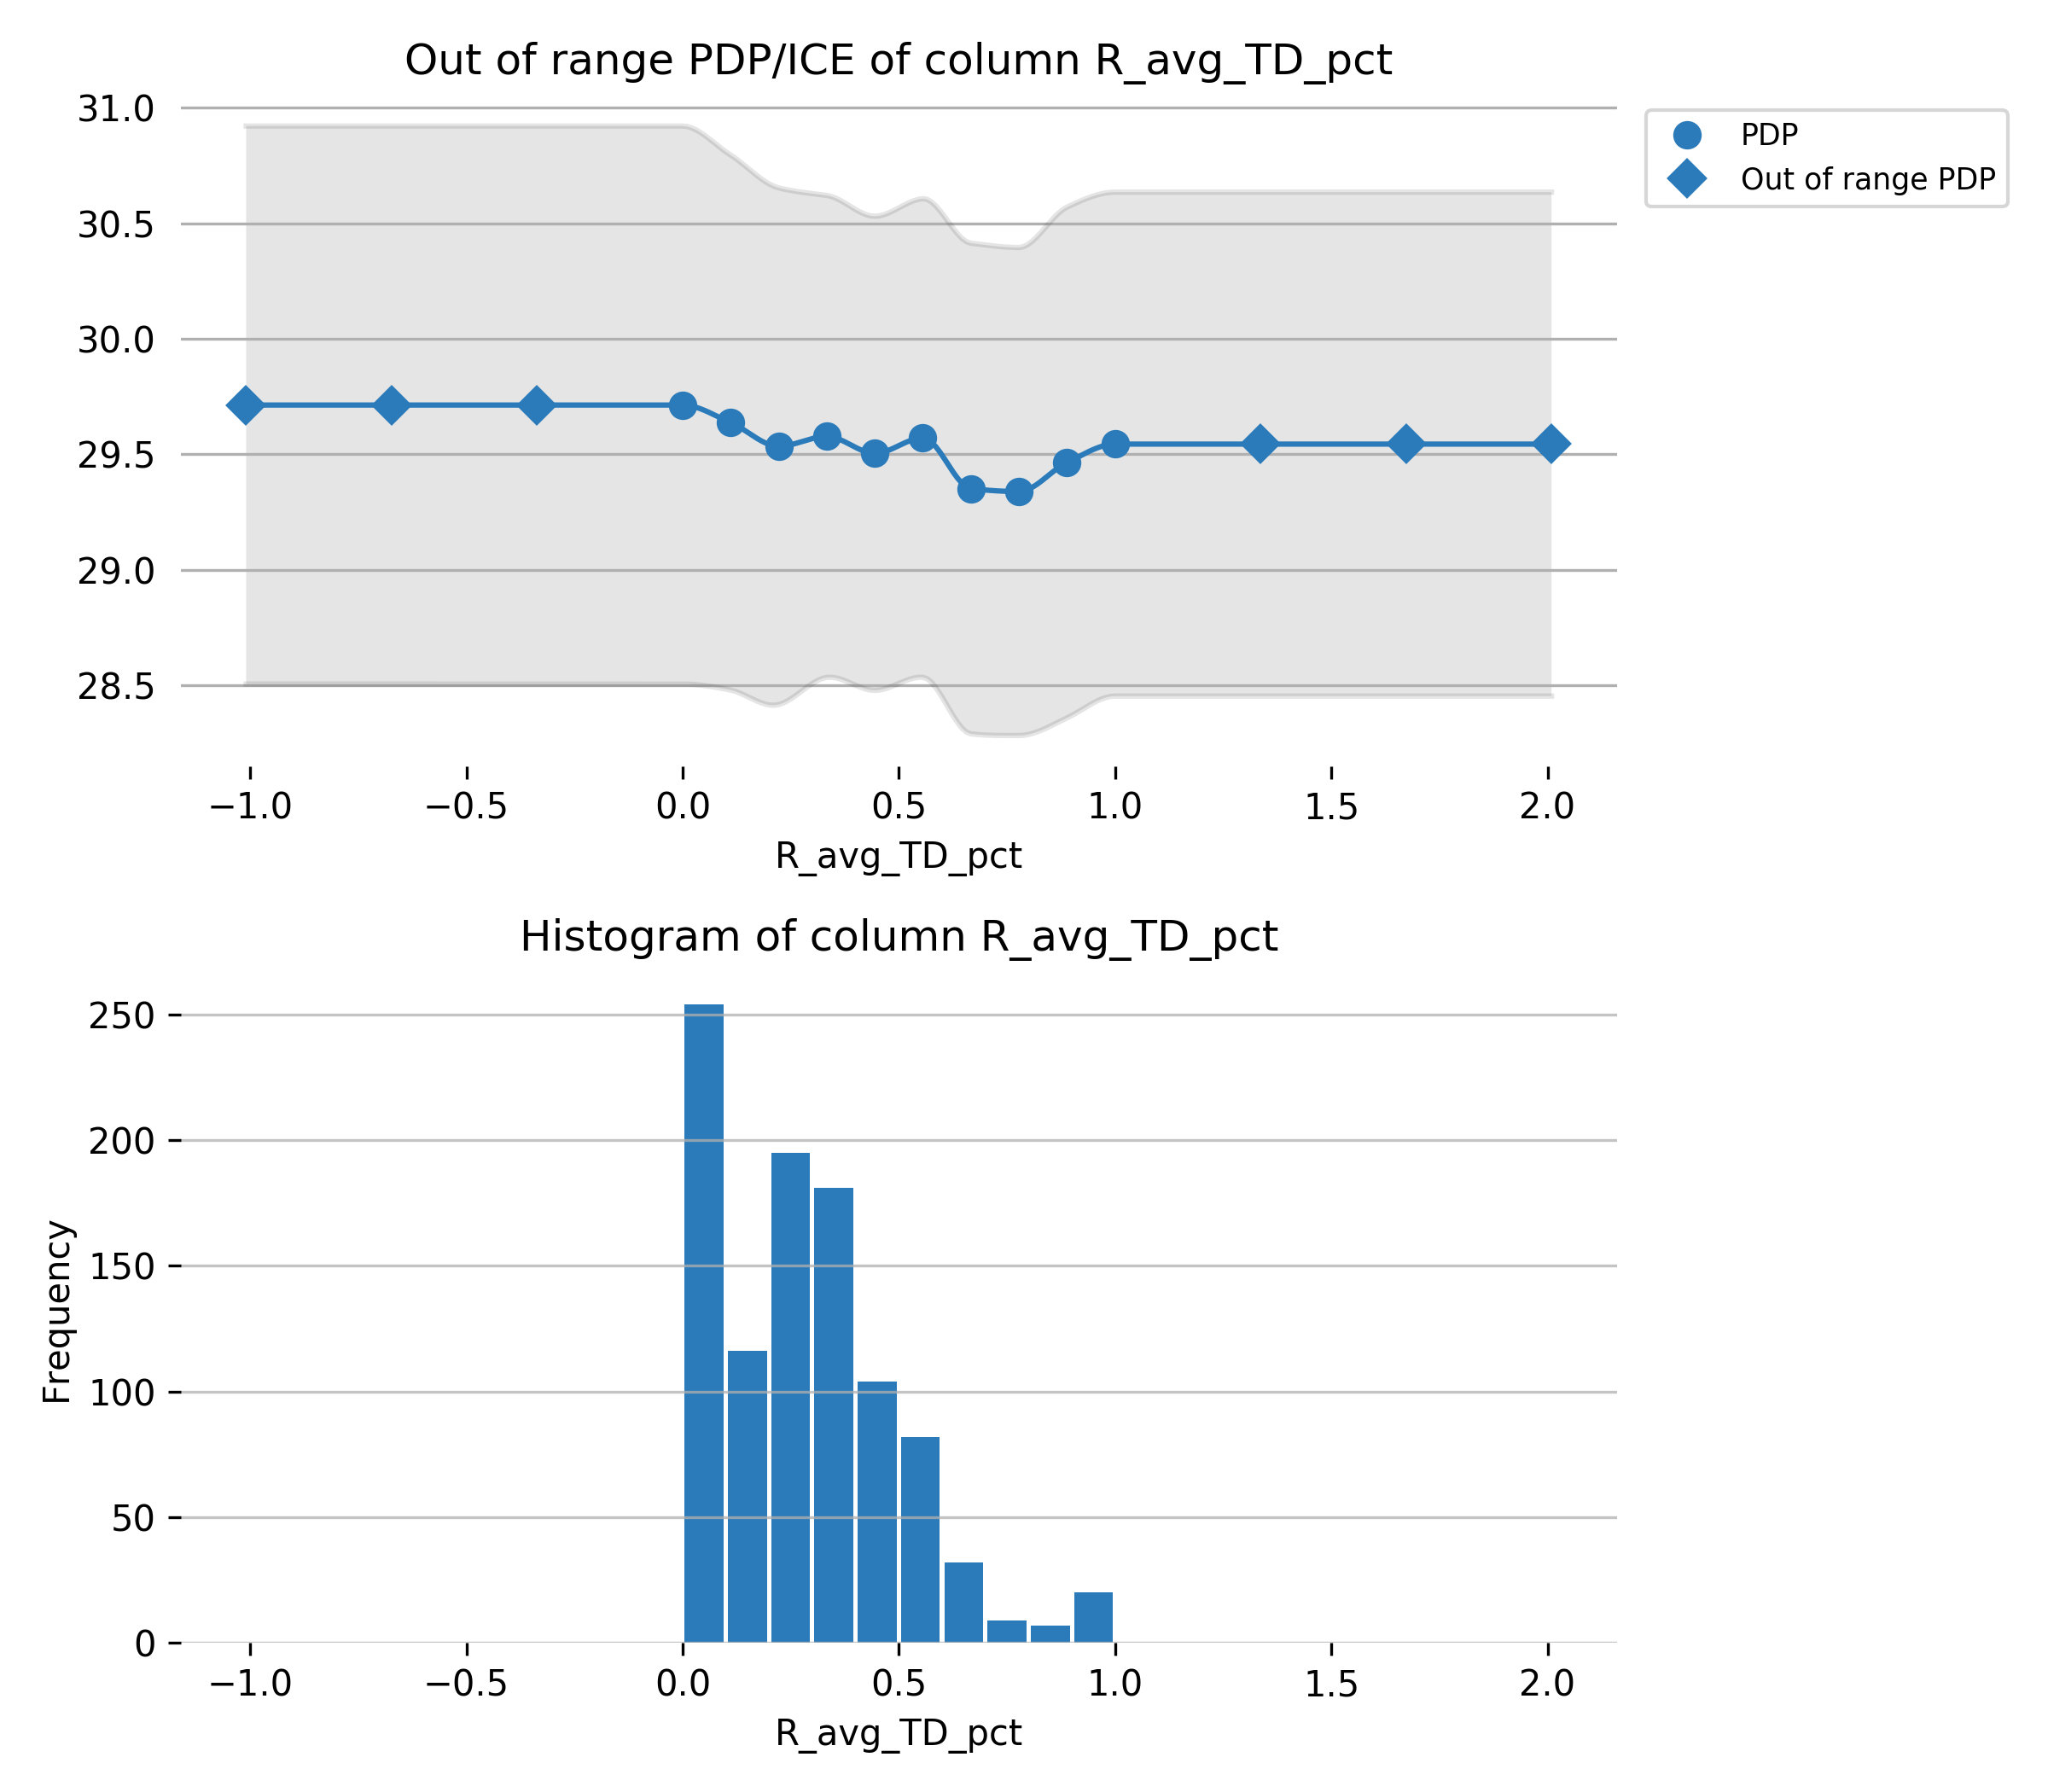 Out of range PDP/ICE of column R_avg_TD_pct
31.0
30.5
30.0
29.5
29.0
28.5
−1.0 −0.5 0.0 0.5 1.0 1.5 2.0
R_avg_TD_pct
PDP
Out of range PDP
Histogram of column R_avg_TD_pct
Frequency
250
200
150
100
50
0
−1.0 −0.5 0.0 0.5 1.0 1.5 2.0
R_avg_TD_pct